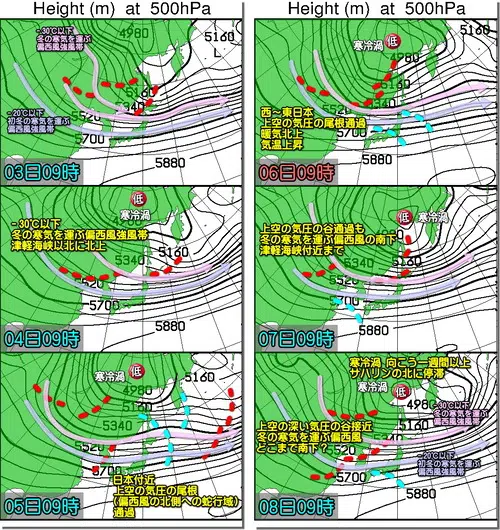 Height (m) at 500hPa
-30℃以下
冬の寒気を運ぶ
偏西風強風帯
4980
5160
L
5160
5340
5520
-20℃以下
初冬の寒気を運ぶ
偏西風強風帯
5700
5880
03日09時
低
寒冷渦
-30℃以下
冬の寒気を運ぶ偏西風強風帯
津軽海峡以北に北上
5160
5340
5520
5700
5880
04日09時
低
寒冷渦
4980
5160
5160
5340
5520
5700
日本付近
上空の気圧の尾根
(偏西風の北側への蛇行域)
通過
05日09時
Height (m) at 500hPa
5160
寒冷渦
低
4980
5160
5520
西~東日本
上空の気圧の尾根通過
暖気北上
気温上昇
5700
5880
06日09時
低
寒冷渦
上空の気圧の谷通過も
冬の寒気を運ぶ偏西風の南下
津軽海峡付近まで
5160
5340
5520
5700
5880
07日09時
寒冷渦 向こう一週間以上
サハリンの北に停滞
低
寒冷渦
4980
-30℃以下
冬の寒気を運ぶ
偏西風強風帯
上空の深い気圧の谷接近
冬の寒気を運ぶ偏西風
どこまで南下?
5340
5520
-20℃以下
初冬の寒気を運ぶ
偏西風強風帯
5700
5880
08日09時